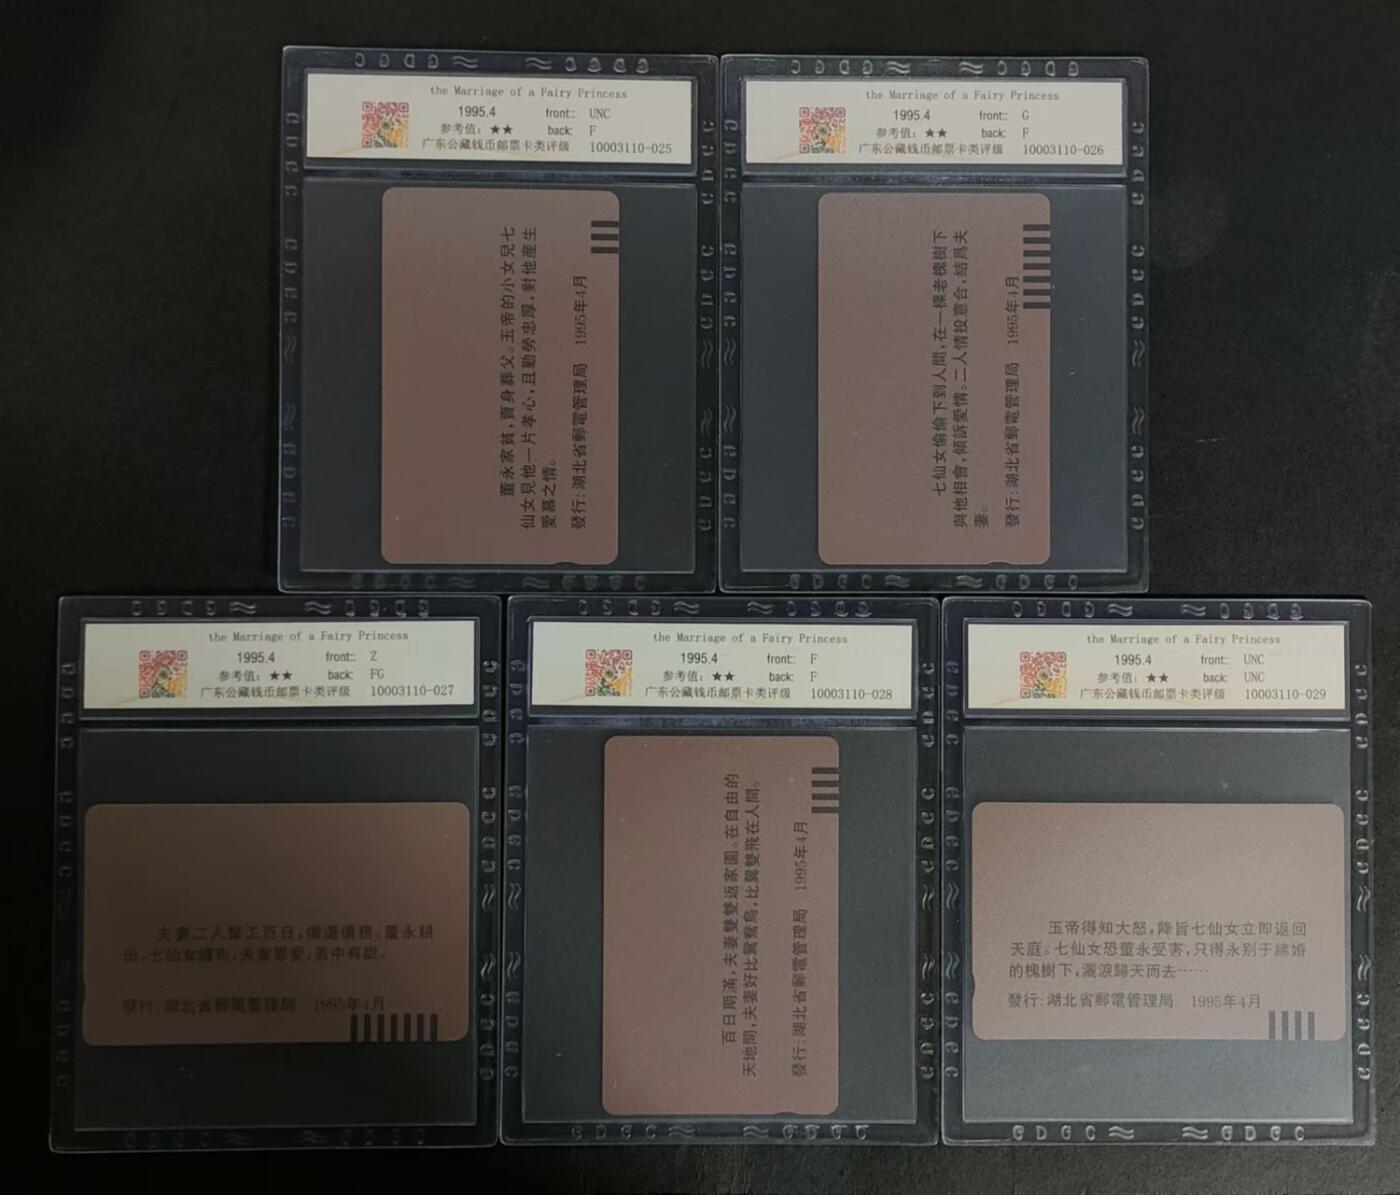 the Marriage of a Fairy Princess
1995.4 front:: UNC
参考值：★★ back: F
广东公藏钱币邮票卡类评级 10003110-025
董永家貧，賣身葬父。玉帝的小女兒七
仙女見他一片孝心，且勤勞忠厚，對他産生
愛慕之情。
發行：湖北省郵電管理局 1995年4月
the Marriage of a Fairy Princess
1995.4 front:: G
参考值：★★ back: F
广东公藏钱币邮票卡类评级 10003110-026
七仙女偷偷下到人間，在一棵老槐樹下
與他相會，傾訴愛情。二人情投意合，結爲夫
妻。
發行：湖北省郵電管理局 1995年4月
the Marriage of a Fairy Princess
1995.4 front:: Z
参考值：★★ back: FG
广东公藏钱币邮票卡类评级 10003110-027
夫妻二人幫工百日，償還債務。董永耕
田，七仙女織布，夫妻恩愛，苦中有甜。
發行：湖北省郵電管理局 1995年4月
the Marriage of a Fairy Princess
1995.4 front:: F
参考值：★★ back: F
广东公藏钱币邮票卡类评级 10003110-028
百日期滿，夫妻雙雙返家園。在自由的
天地間，夫妻好比鴛鴦鳥，比翼雙飛在人間。
發行：湖北省郵電管理局 1995年4月
the Marriage of a Fairy Princess
1995.4 front:: UNC
参考值：★★ back: UNC
广东公藏钱币邮票卡类评级 10003110-029
玉帝得知大怒，降旨七仙女立即返回
天庭。七仙女恐董永受害，只得永别于締婚
的槐樹下，灑淚歸天而去……
發行：湖北省郵電管理局 1995年4月